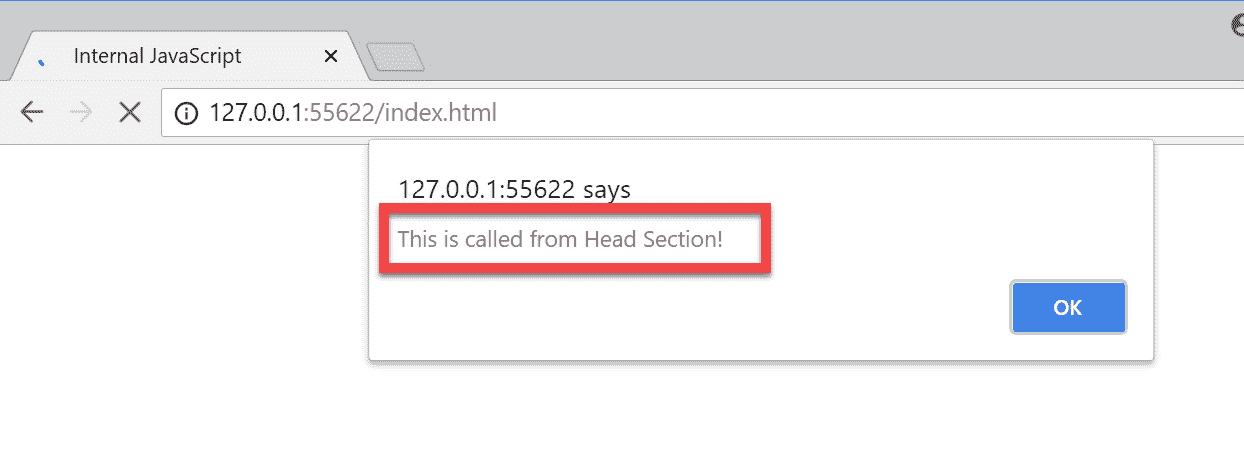 Internal JavaScript
127.0.0.1:55622/index.html
127.0.0.1:55622 says
This is called from Head Section!
OK